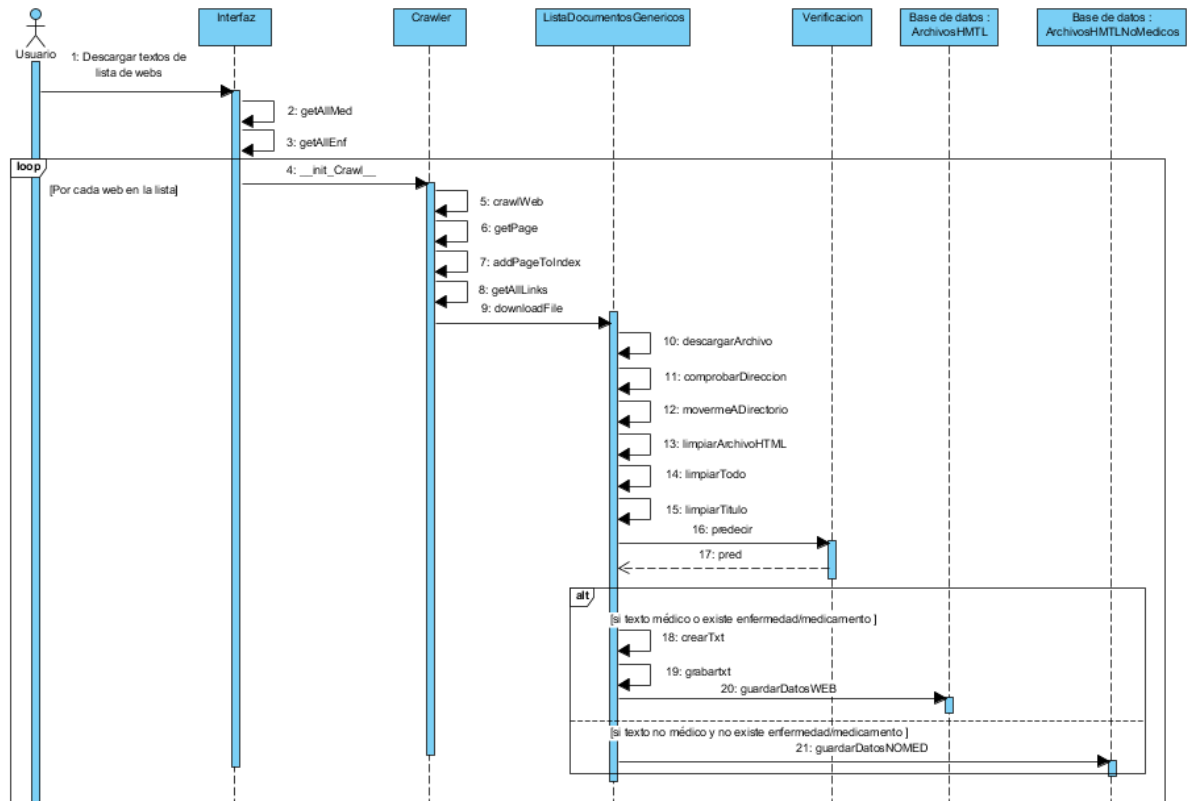 Usuario
Interfaz
Crawler
ListaDocumentosGenericos
Verificacion
Base de datos :
ArchivosHMTL
Base de datos :
ArchivosHMTLNoMedicos
1: Descargar textos de
lista de webs
2: getAllMed
3: getAllEnf
loop
[Por cada web en la lista]
4: __init_Crawl__
5: crawlWeb
6: getPage
7: addPageToIndex
8: getAllLinks
9: downloadFile
10: descargarArchivo
11: comprobarDireccion
12: movermeADirectorio
13: limpiarArchivoHTML
14: limpiarTodo
15: limpiarTitulo
16: predecir
17: pred
alt
[si texto médico o existe enfermedad/medicamento ]
18: crearTxt
19: grabartxt
20: guardarDatosWEB
[si texto no médico y no existe enfermedad/medicamento ]
21: guardarDatosNOMED